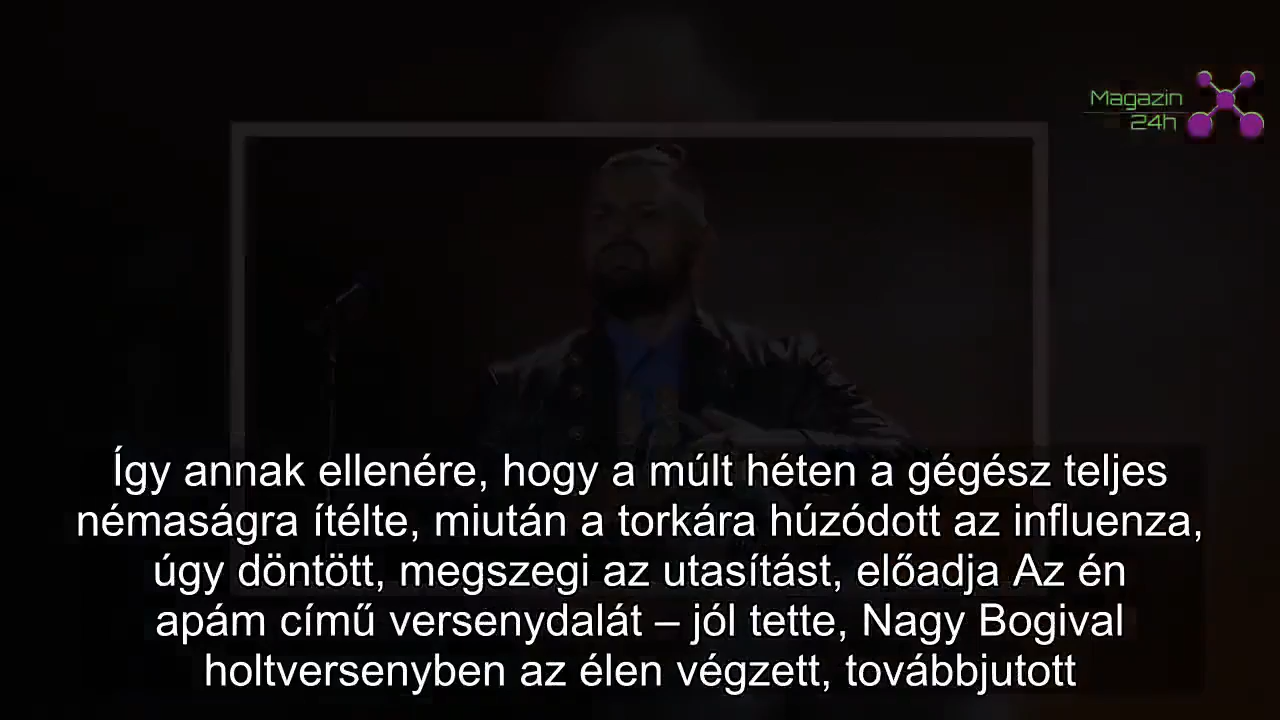 Magazin
24h
Így annak ellenére, hogy a múlt héten a gégész teljes
némaságra ítélte, miután a torkára húzódott az influenza,
úgy döntött, megszegi az utasítást, előadja Az én
apám című versenydalát – jól tette, Nagy Bogival
holtversenyben az élen végzett, továbbjutott